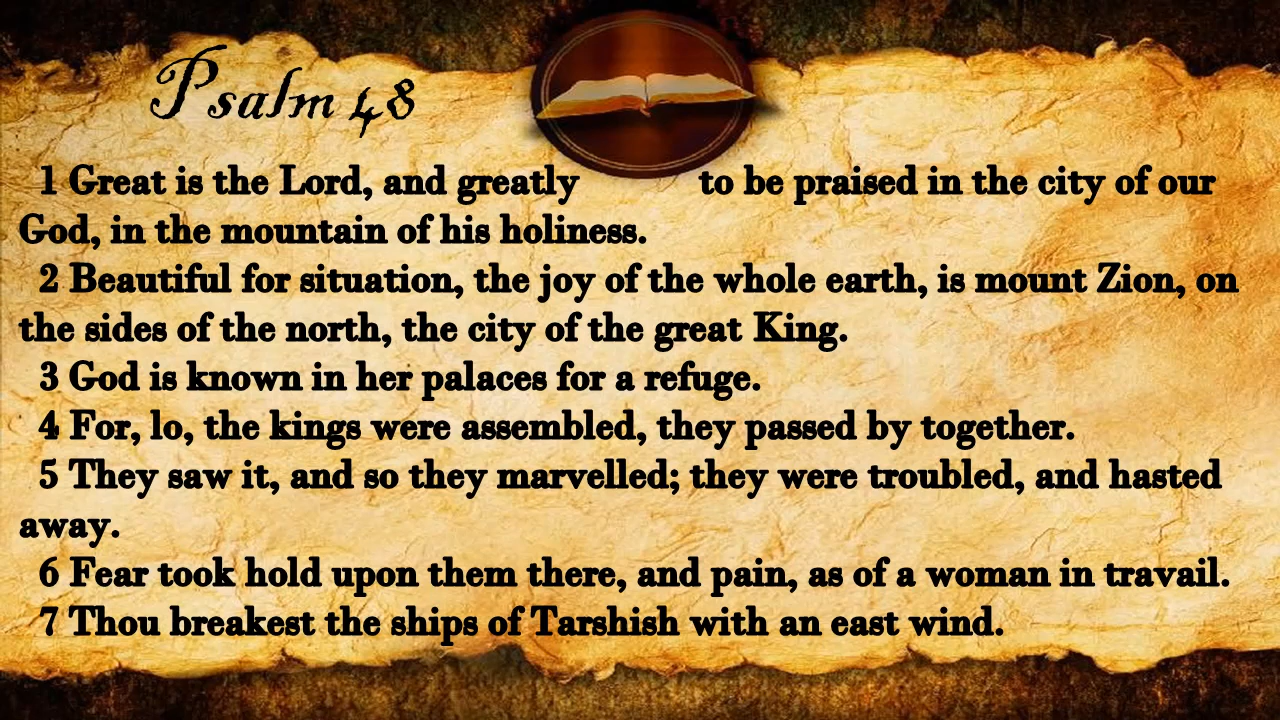 Psalm 48
1 Great is the Lord, and greatly to be praised in the city of our
God, in the mountain of his holiness.
2 Beautiful for situation, the joy of the whole earth, is mount Zion, on
the sides of the north, the city of the great King.
3 God is known in her palaces for a refuge.
4 For, lo, the kings were assembled, they passed by together.
5 They saw it, and so they marvelled; they were troubled, and hasted
away.
6 Fear took hold upon them there, and pain, as of a woman in travail.
7 Thou breakest the ships of Tarshish with an east wind.